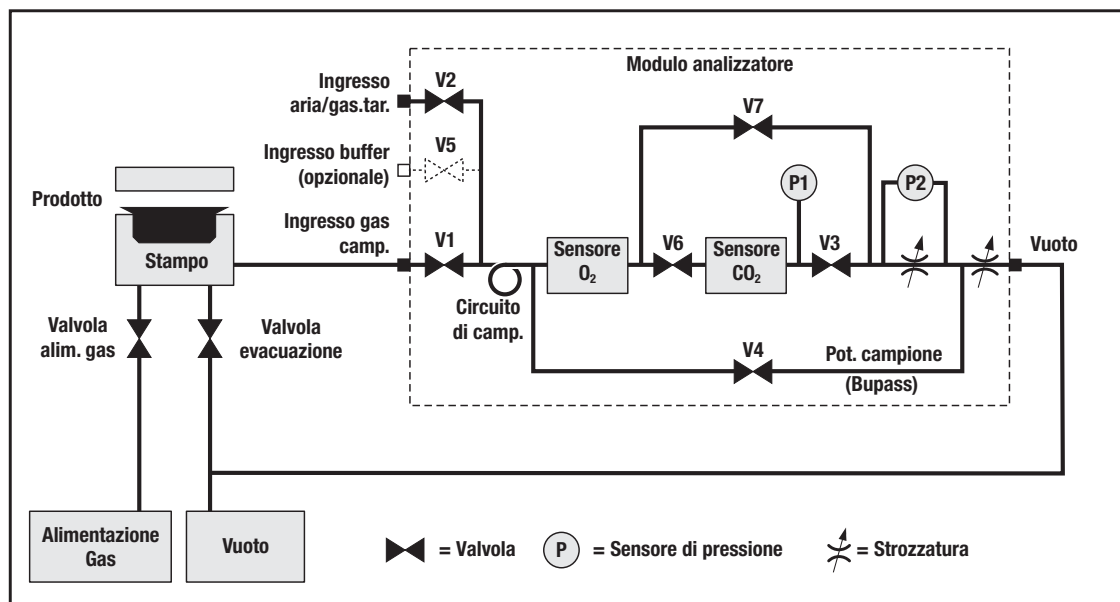 Modulo analizzatore
Ingresso
aria/gas.tar.
V2
V7
Ingresso buffer
(opzionale)
V5
Prodotto
P1
P2
Ingresso gas
camp.
V1
Sensore
O2
V6
Sensore
CO2
V3
Vuoto
Stampo
Circuito
di camp.
Valvola
alim. gas
Valvola
evacuazione
V4
Pot. campione
(Bupass)
Alimentazione
Gas
Vuoto
= Valvola
P
= Sensore di pressione
= Strozzatura